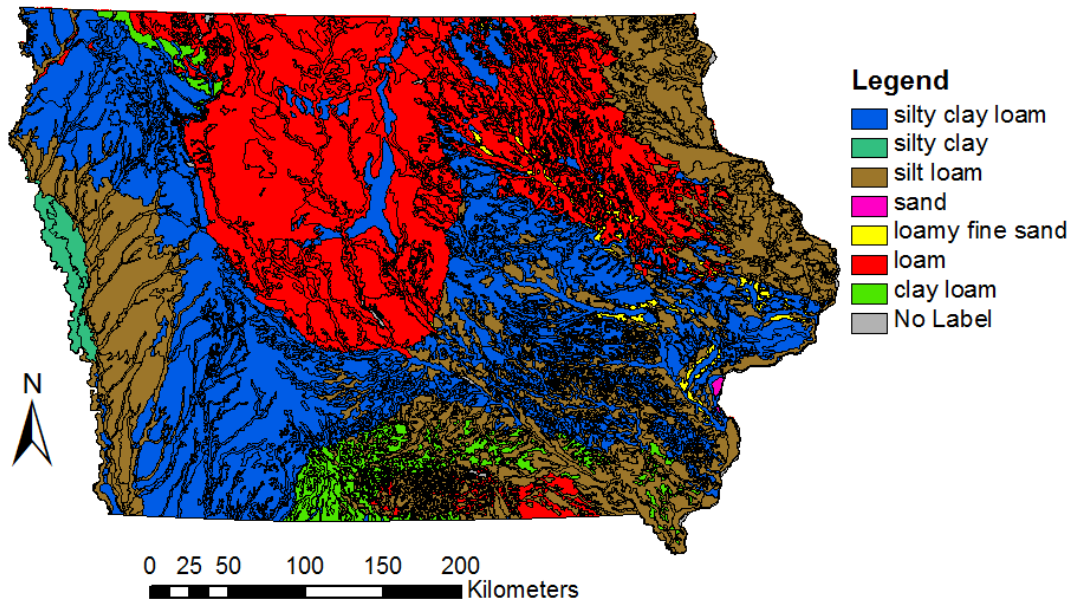 Legend
silty clay loam
silty clay
silt loam
sand
loamy fine sand
loam
clay loam
No Label
N
0 25 50 100 150 200
Kilometers